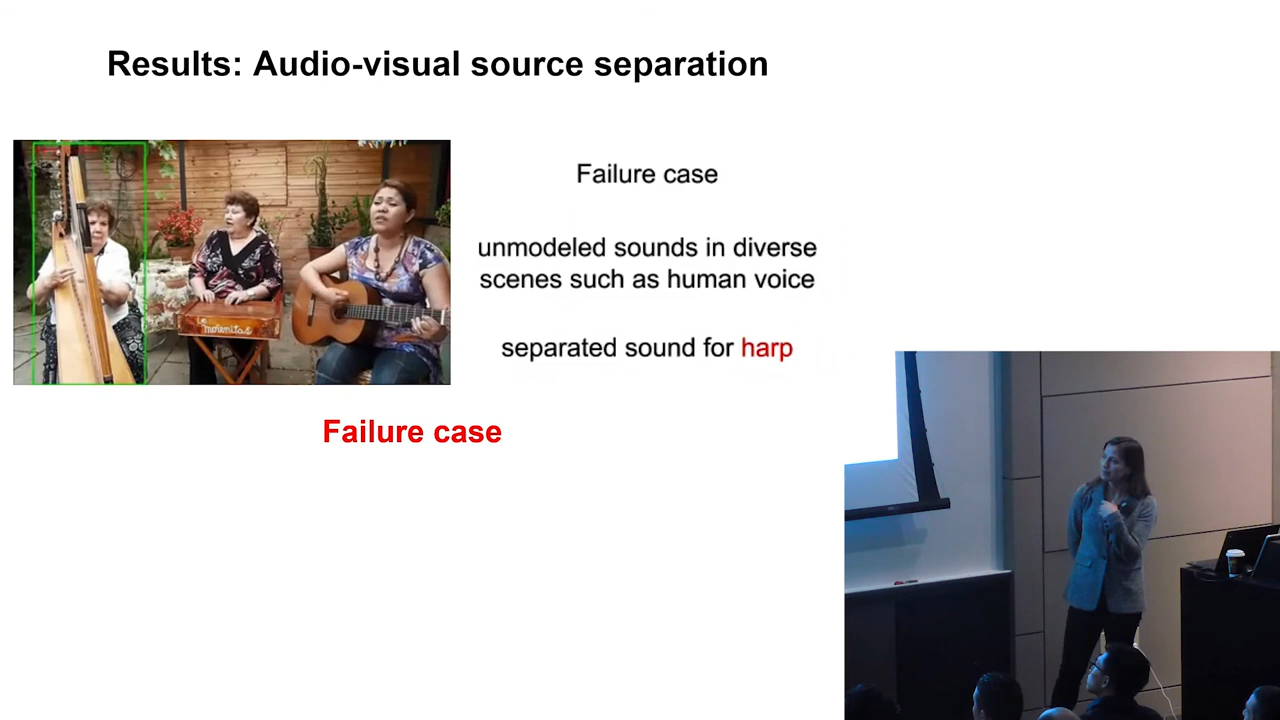 Results: Audio-visual source separation
Failure case
unmodeled sounds in diverse
scenes such as human voice
separated sound for harp
morenitas
Failure case